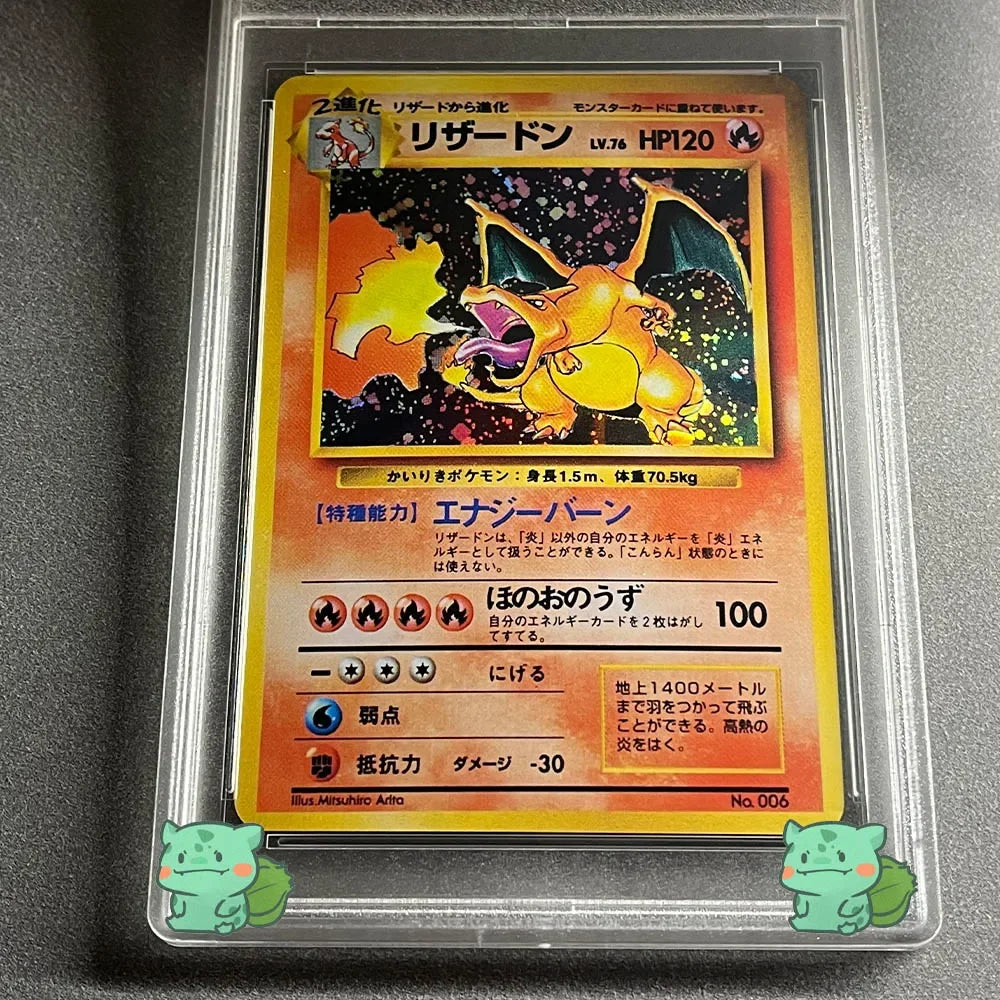 2進化 リザードから進化 モンスターカードに重ねて使います。
リザードン LV.76 HP120
かいりきポケモン：身長1.5m、体重70.5kg
【特種能力】 エナジーバーン
リザードンは、「炎」以外の自分のエネルギーを「炎」エネ
ルギーとして扱うことができる。「こんらん」状態のときに
は使えない。
ほのおのうず 100
自分のエネルギーカードを2枚はがし
てすてる。
にげる
弱点
抵抗力 ダメージ -30
地上1400メートル
まで羽をつかって飛ぶ
ことができる。高熱の
炎をはく。
Illus.Mitsuhiro Arita No. 006